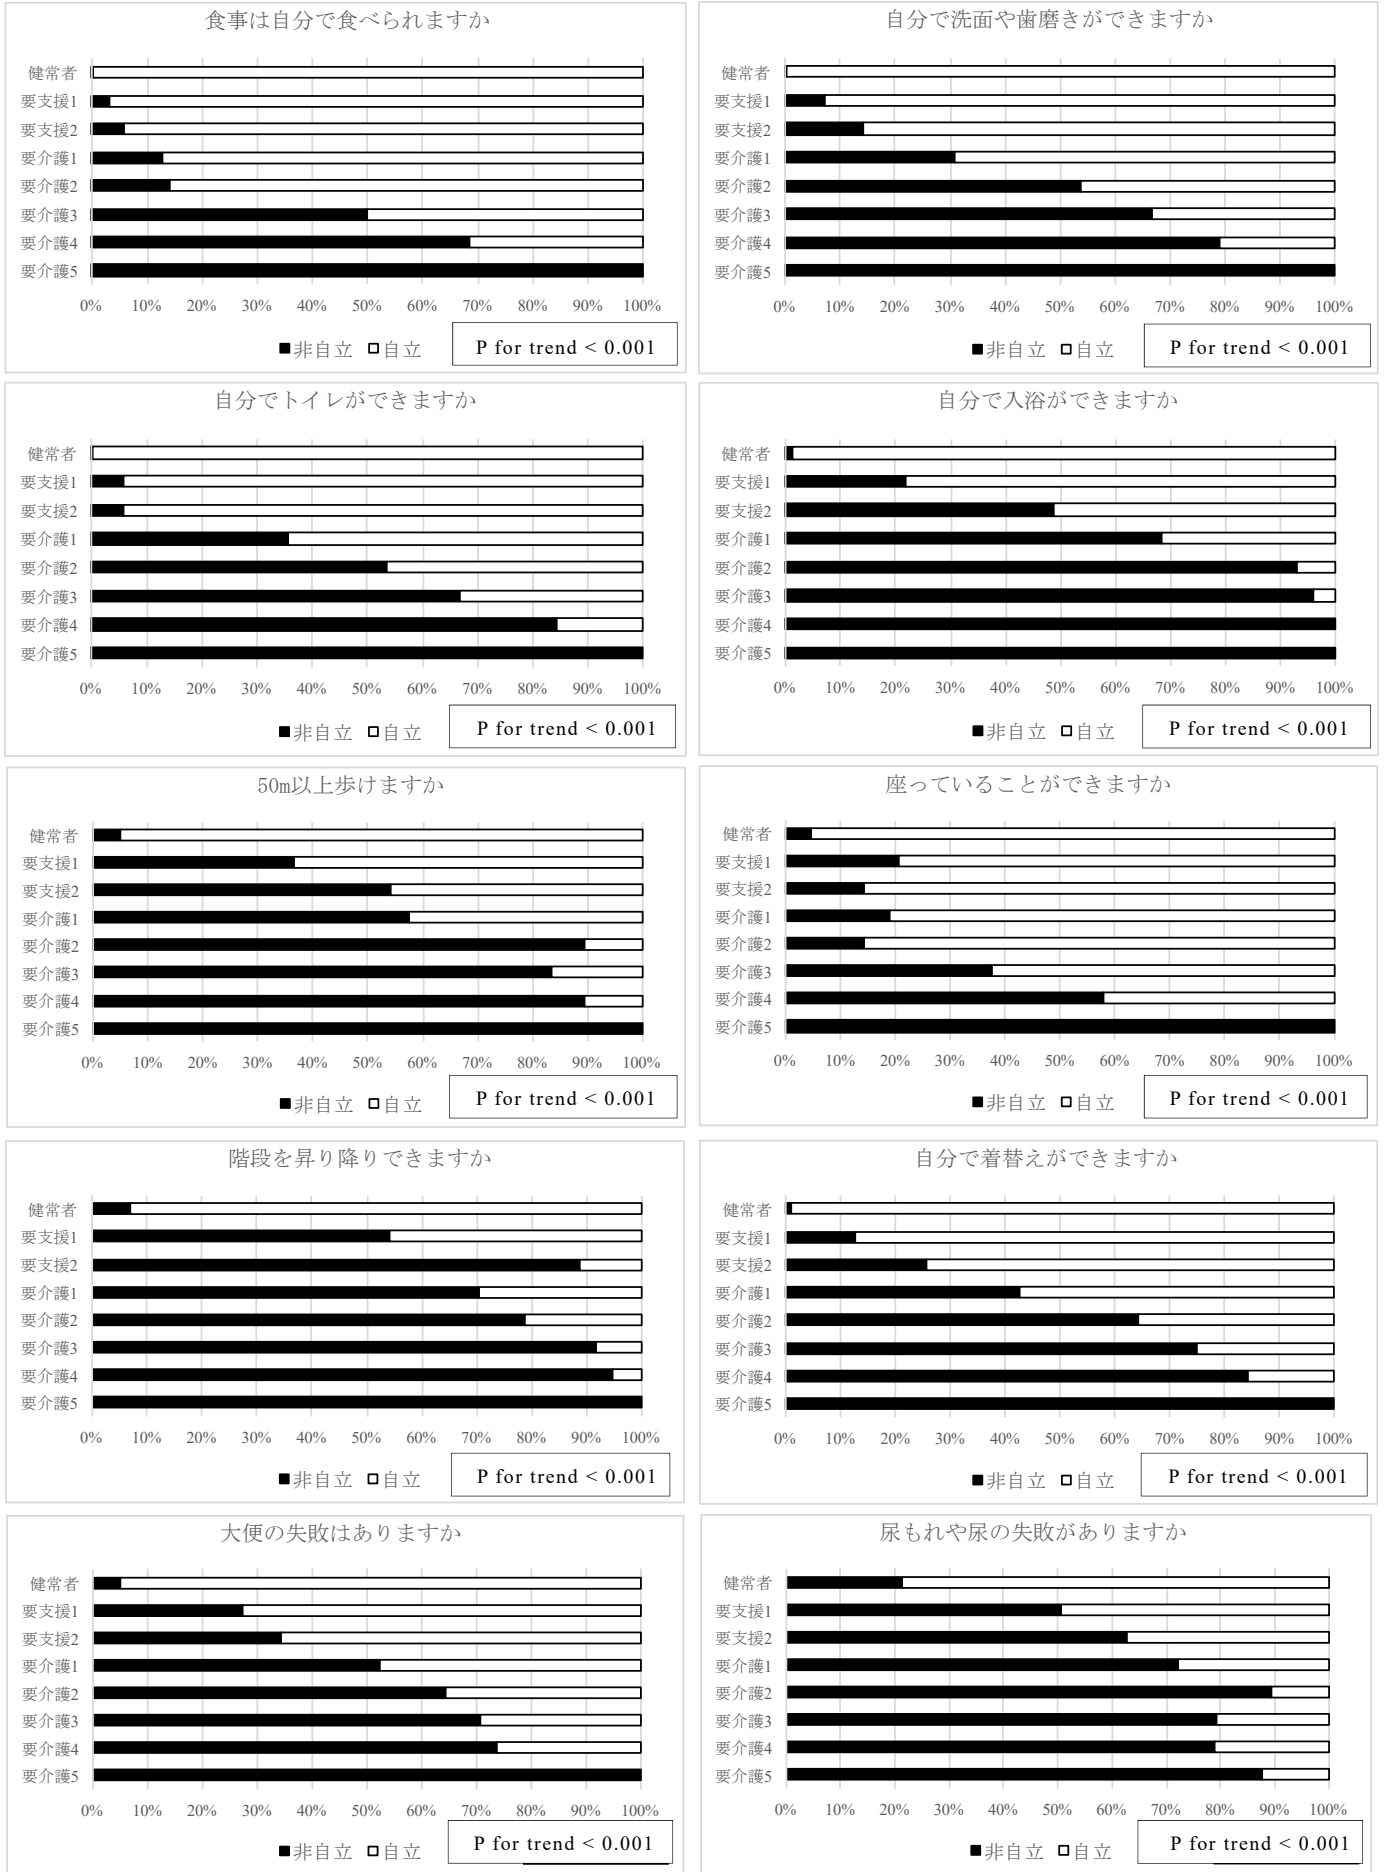 食事は自分で食べられますか
健常者
要支援1
要支援2
要介護1
要介護2
要介護3
要介護4
要介護5
0% 10% 20% 30% 40% 50% 60% 70% 80% 90% 100%
■非自立 □自立
P for trend < 0.001
自分で洗面や歯磨きができますか
健常者
要支援1
要支援2
要介護1
要介護2
要介護3
要介護4
要介護5
0% 10% 20% 30% 40% 50% 60% 70% 80% 90% 100%
■非自立 □自立
P for trend < 0.001
自分でトイレができますか
健常者
要支援1
要支援2
要介護1
要介護2
要介護3
要介護4
要介護5
0% 10% 20% 30% 40% 50% 60% 70% 80% 90% 100%
■非自立 □自立
P for trend < 0.001
自分で入浴ができますか
健常者
要支援1
要支援2
要介護1
要介護2
要介護3
要介護4
要介護5
0% 10% 20% 30% 40% 50% 60% 70% 80% 90% 100%
■非自立 □自立
P for trend < 0.001
50m以上歩けますか
健常者
要支援1
要支援2
要介護1
要介護2
要介護3
要介護4
要介護5
0% 10% 20% 30% 40% 50% 60% 70% 80% 90% 100%
■非自立 □自立
P for trend < 0.001
座っていることができますか
健常者
要支援1
要支援2
要介護1
要介護2
要介護3
要介護4
要介護5
0% 10% 20% 30% 40% 50% 60% 70% 80% 90% 100%
■非自立 □自立
P for trend < 0.001
階段を昇り降りできますか
健常者
要支援1
要支援2
要介護1
要介護2
要介護3
要介護4
要介護5
0% 10% 20% 30% 40% 50% 60% 70% 80% 90% 100%
■非自立 □自立
P for trend < 0.001
自分で着替えができますか
健常者
要支援1
要支援2
要介護1
要介護2
要介護3
要介護4
要介護5
0% 10% 20% 30% 40% 50% 60% 70% 80% 90% 100%
■非自立 □自立
P for trend < 0.001
大便の失敗はありますか
健常者
要支援1
要支援2
要介護1
要介護2
要介護3
要介護4
要介護5
0% 10% 20% 30% 40% 50% 60% 70% 80% 90% 100%
■非自立 □自立
P for trend < 0.001
尿もれや尿の失敗がありますか
健常者
要支援1
要支援2
要介護1
要介護2
要介護3
要介護4
要介護5
0% 10% 20% 30% 40% 50% 60% 70% 80% 90% 100%
■非自立 □自立
P for trend < 0.001